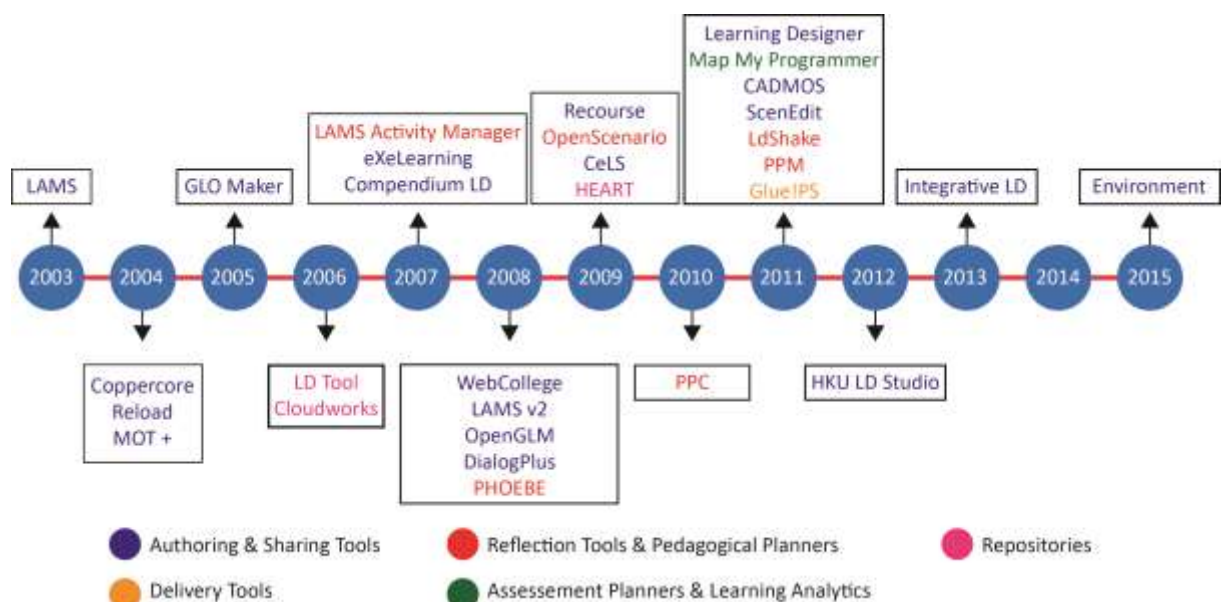 Learning Designer
Map My Programmer
CADMOS
ScenEdit
LdShake
PPM
Glue!PS
Recourse
OpenScenario
CeLS
HEART
LAMS Activity Manager
eXeLearning
Compendium LD
LAMS
GLO Maker
Integrative LD
Environment
2003 2004 2005 2006 2007 2008 2009 2010 2011 2012 2013 2014 2015
Coppercore
Reload
MOT +
LD Tool
Cloudworks
WebCollege
LAMS v2
OpenGLM
DialogPlus
PHOEBE
PPC
HKU LD Studio
Authoring & Sharing Tools
Reflection Tools & Pedagogical Planners
Repositories
Delivery Tools
Assessement Planners & Learning Analytics